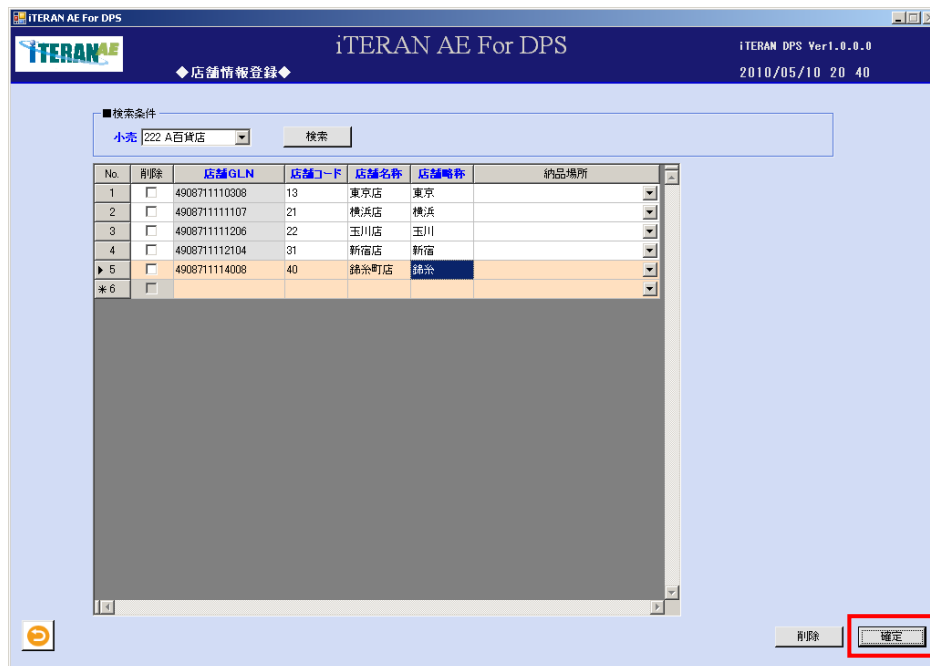 iTERAN AE For DPS
iTERAN AE
iTERAN AE For DPS
iTERAN DPS Ver1.0.0.0
◆店舗情報登録◆
2010/05/10 20 40
■検索条件
小売 222 A百貨店 検索
No. 削除 店舗GLN 店舗コード 店舗名称 店舗略称 納品場所
1 4908711110308 13 東京店 東京
2 4908711111107 21 横浜店 横浜
3 4908711111206 22 玉川店 玉川
4 4908711112104 31 新宿店 新宿
5 4908711114008 40 錦糸町店 錦糸
*6
削除 確定